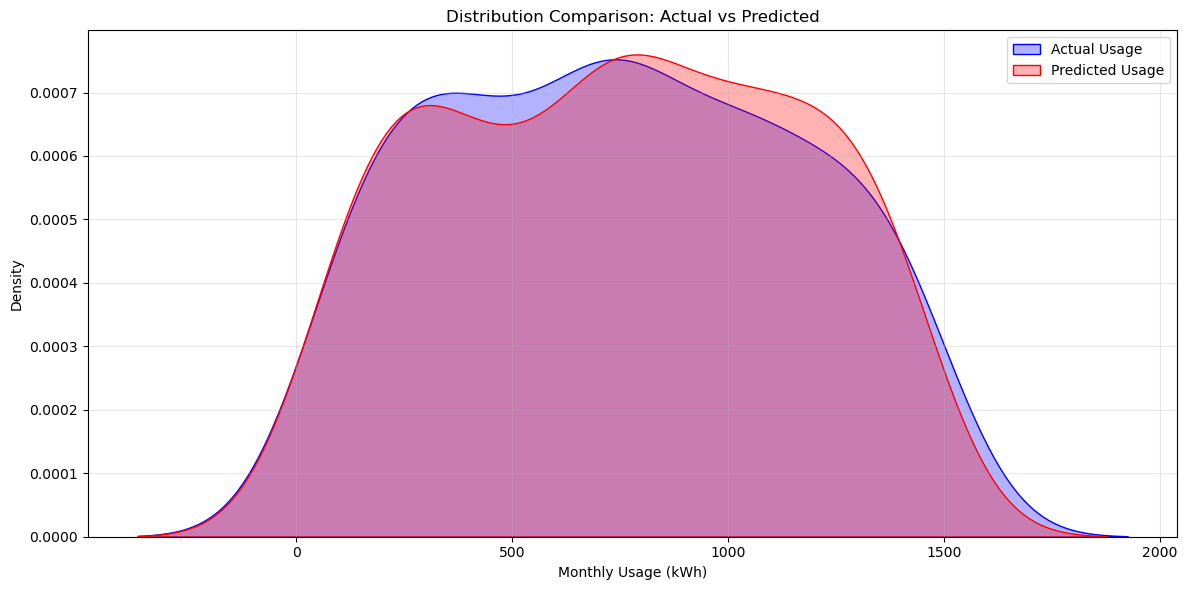 Distribution Comparison: Actual vs Predicted
Actual Usage
Predicted Usage
0.0007
0.0006
0.0005
0.0004
0.0003
0.0002
0.0001
0.0000
Density
0
500
1000
1500
2000
Monthly Usage (kWh)